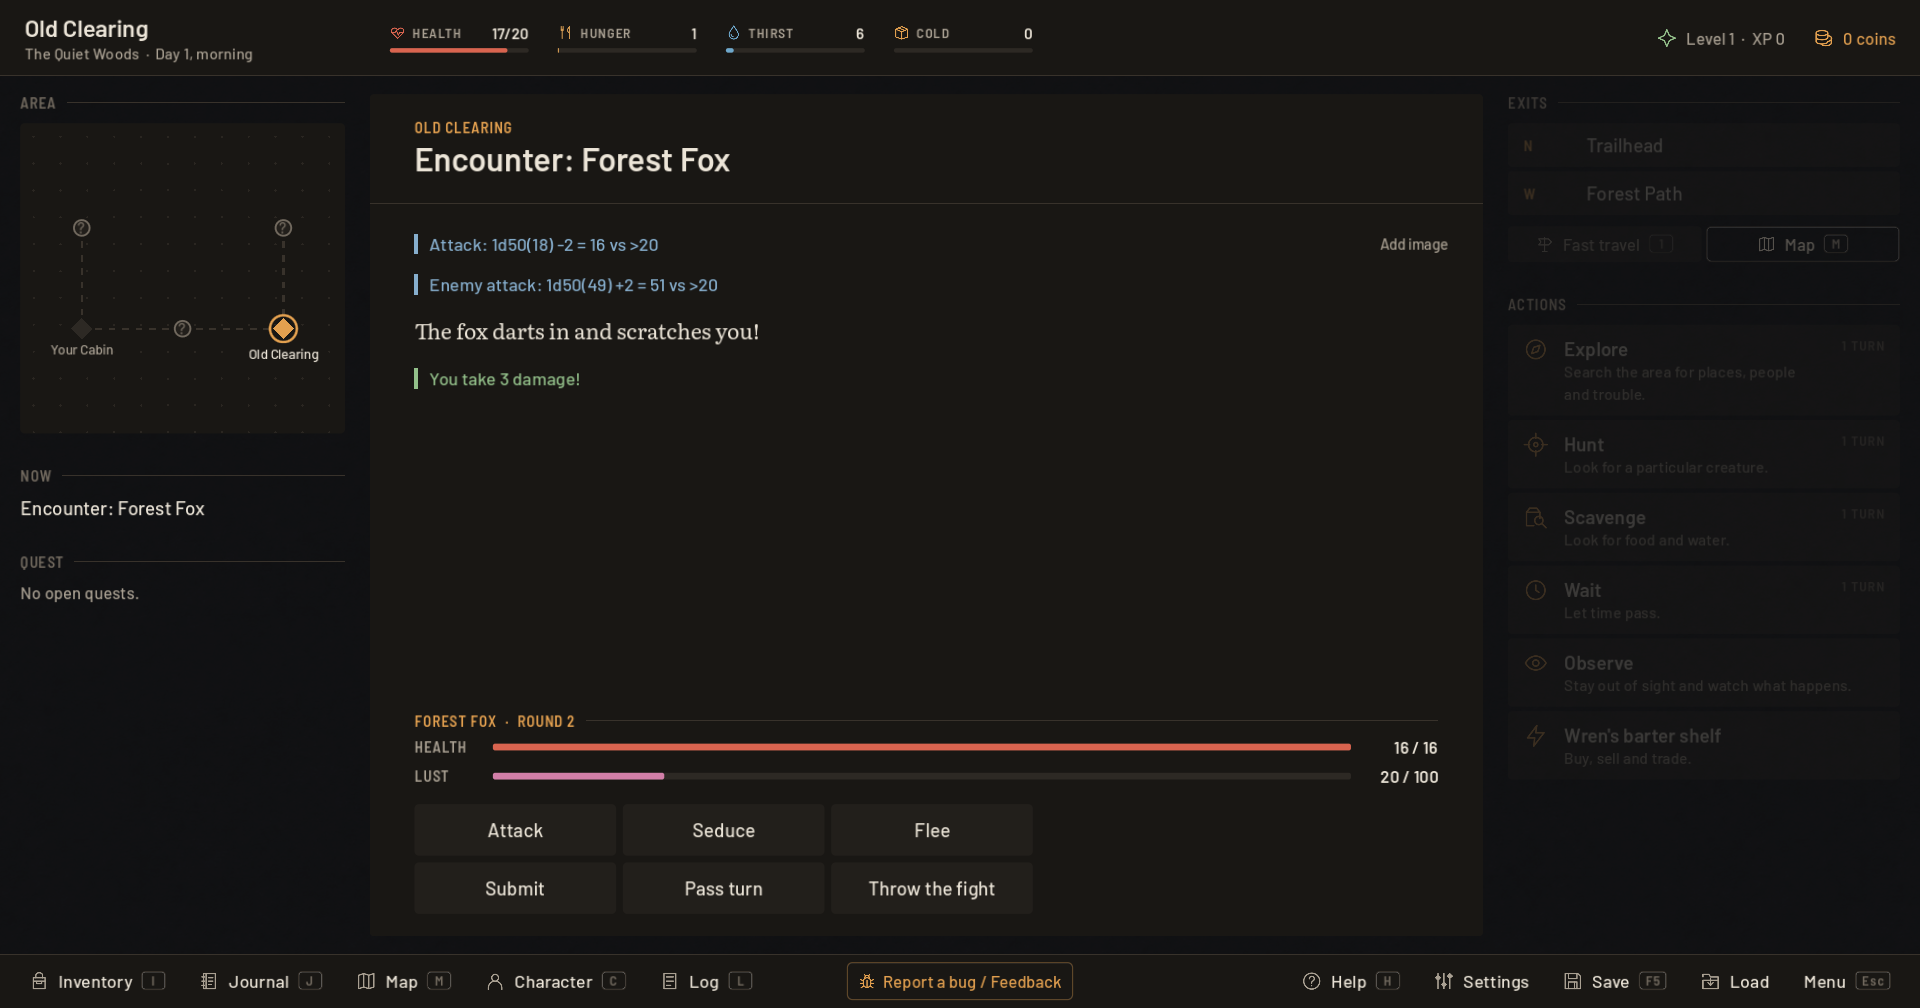 Old Clearing
The Quiet Woods · Day 1, morning
HEALTH 17/20
HUNGER 1
THIRST 6
COLD 0
Level 1 · XP 0
0 coins
AREA
?
?
?
Your Cabin
Old Clearing
NOW
Encounter: Forest Fox
QUEST
No open quests.
OLD CLEARING
Encounter: Forest Fox
Attack: 1d50(18) -2 = 16 vs >20
Add image
Enemy attack: 1d50(49) +2 = 51 vs >20
The fox darts in and scratches you!
You take 3 damage!
FOREST FOX · ROUND 2
HEALTH 16 / 16
LUST 20 / 100
Attack
Seduce
Flee
Submit
Pass turn
Throw the fight
EXITS
N Trailhead
W Forest Path
Fast travel T
Map M
ACTIONS
Explore 1 TURN
Search the area for places, people
and trouble.
Hunt 1 TURN
Look for a particular creature.
Scavenge 1 TURN
Look for food and water.
Wait 1 TURN
Let time pass.
Observe
Stay out of sight and watch what happens.
Wren's barter shelf
Buy, sell and trade.
Inventory I
Journal J
Map M
Character C
Log L
Report a bug / Feedback
Help H
Settings
Save F5
Load
Menu Esc